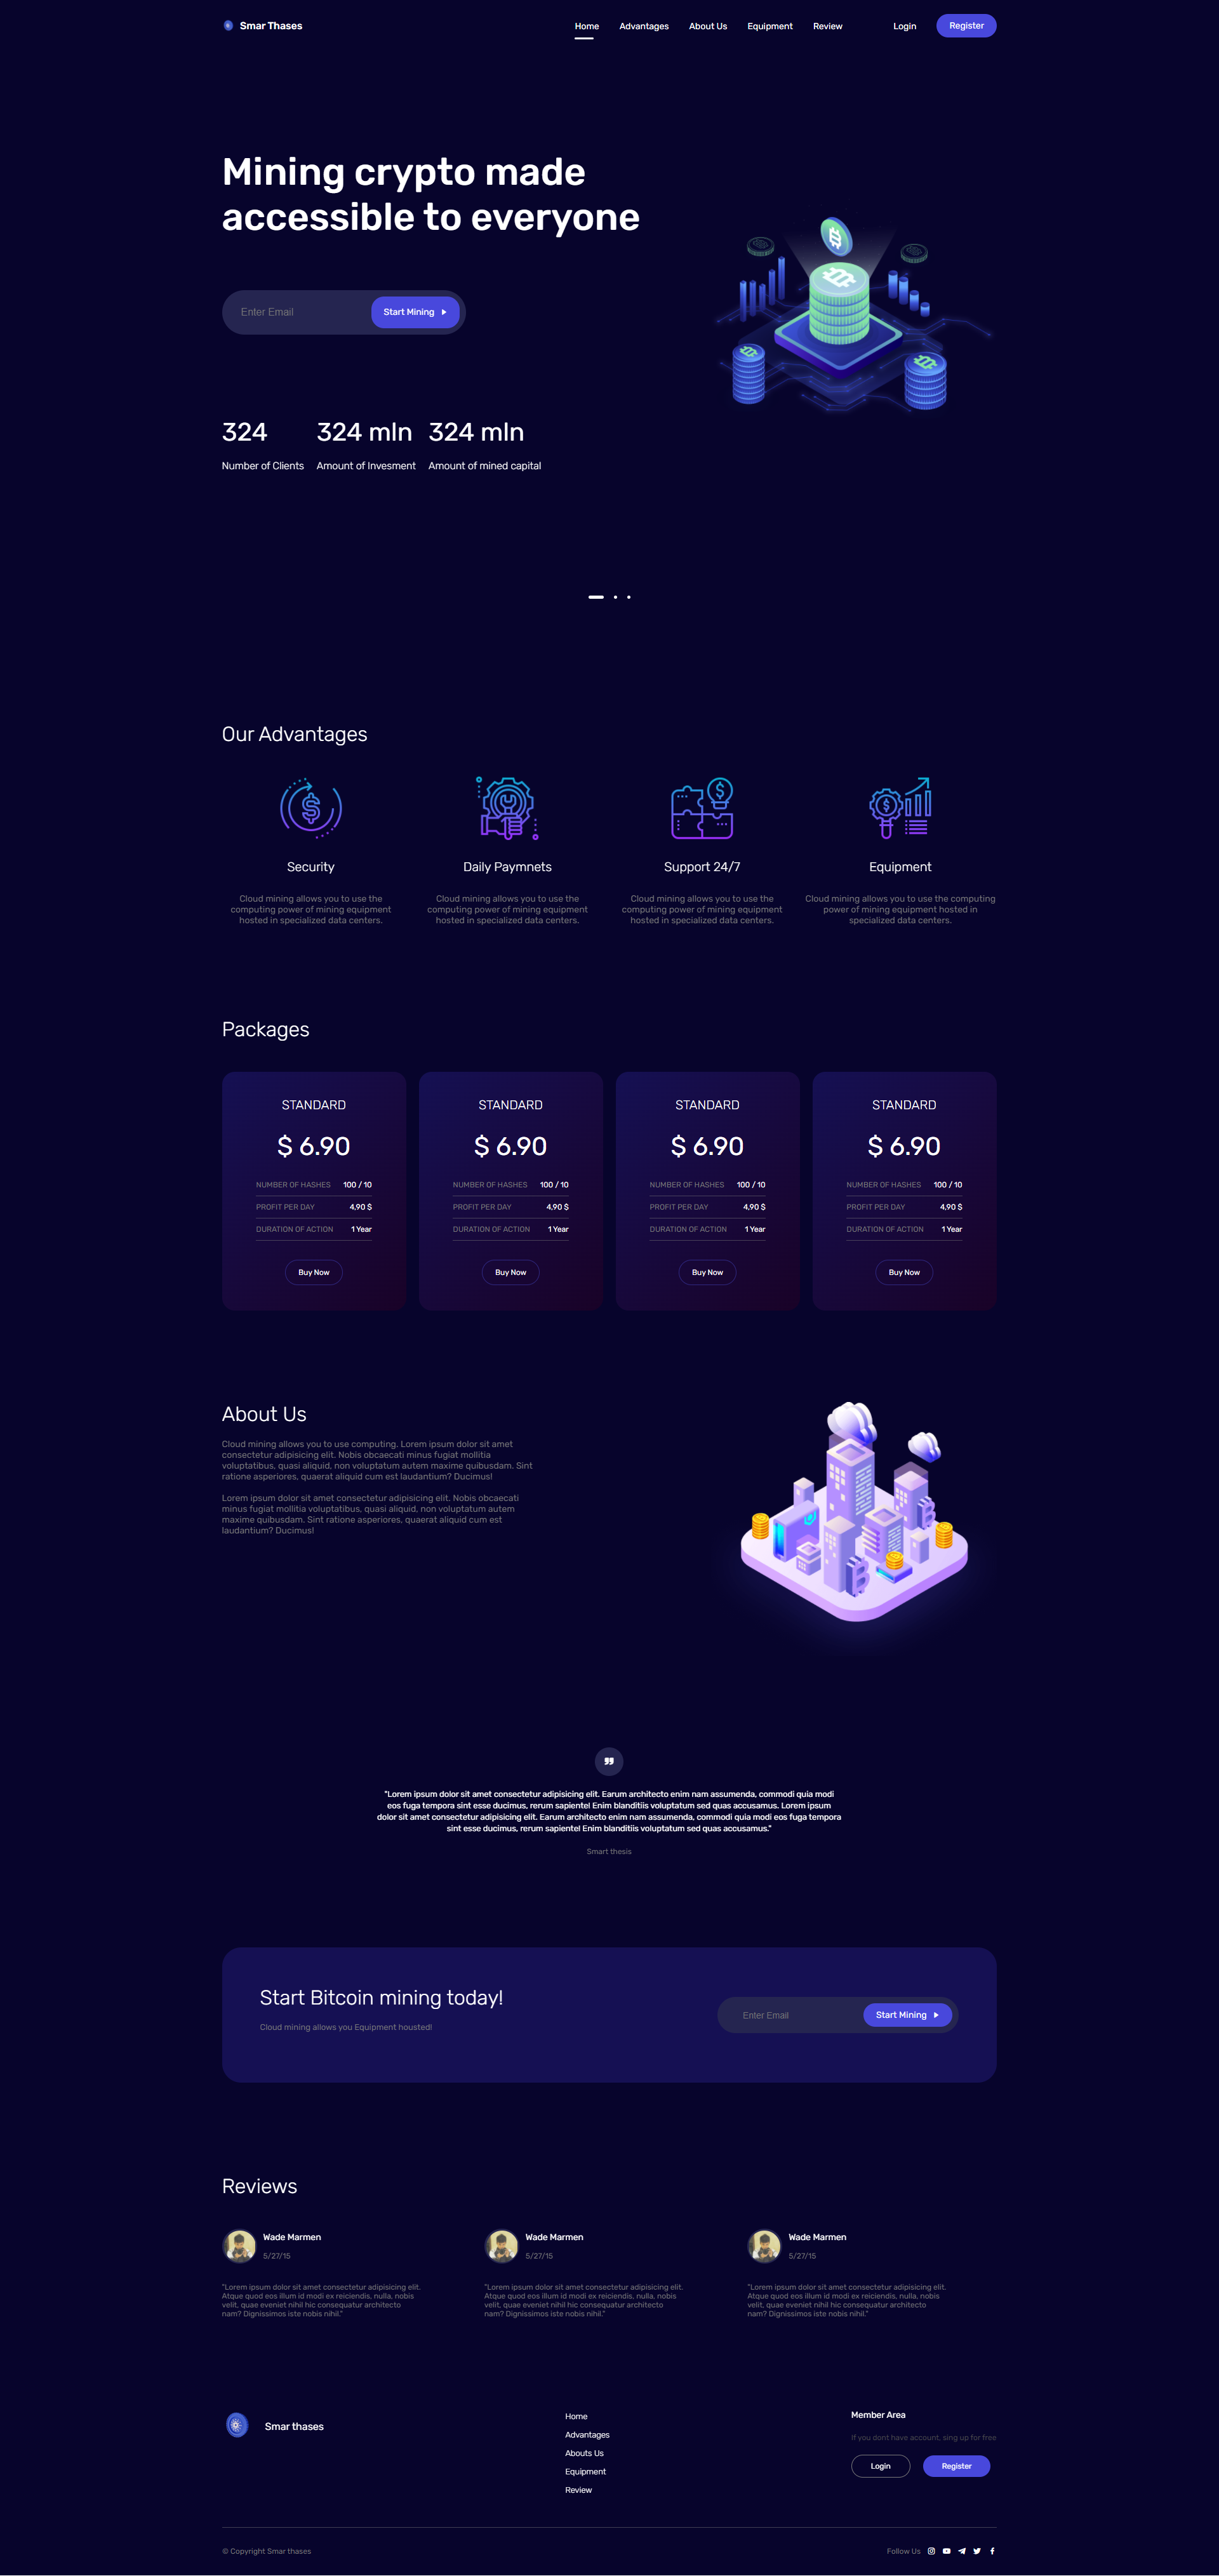 Smar Thases
Home Advantages About Us Equipment Review Login Register
Mining crypto made
accessible to everyone
Enter Email Start Mining
324 324 mln 324 mln
Number of Clients Amount of Invesment Amount of mined capital
Our Advantages
Security Daily Paymnets Support 24/7 Equipment
Cloud mining allows you to use the
computing power of mining equipment
hosted in specialized data centers.
Cloud mining allows you to use the
computing power of mining equipment
hosted in specialized data centers.
Cloud mining allows you to use the
computing power of mining equipment
hosted in specialized data centers.
Cloud mining allows you to use the computing
power of mining equipment hosted in
specialized data centers.
Packages
STANDARD
$ 6.90
NUMBER OF HASHES 100 / 10
PROFIT PER DAY 4,90 $
DURATION OF ACTION 1 Year
Buy Now
STANDARD
$ 6.90
NUMBER OF HASHES 100 / 10
PROFIT PER DAY 4,90 $
DURATION OF ACTION 1 Year
Buy Now
STANDARD
$ 6.90
NUMBER OF HASHES 100 / 10
PROFIT PER DAY 4,90 $
DURATION OF ACTION 1 Year
Buy Now
STANDARD
$ 6.90
NUMBER OF HASHES 100 / 10
PROFIT PER DAY 4,90 $
DURATION OF ACTION 1 Year
Buy Now
About Us
Cloud mining allows you to use computing. Lorem ipsum dolor sit amet
consectetur adipisicing elit. Nobis obcaecati minus fugiat mollitia
voluptatibus, quasi aliquid, non voluptatum autem maxime quibusdam. Sint
ratione asperiores, quaerat aliquid cum est laudantium? Ducimus!
Lorem ipsum dolor sit amet consectetur adipisicing elit. Nobis obcaecati
minus fugiat mollitia voluptatibus, quasi aliquid, non voluptatum autem
maxime quibusdam. Sint ratione asperiores, quaerat aliquid cum est
laudantium? Ducimus!
"Lorem ipsum dolor sit amet consectetur adipisicing elit. Earum architecto enim nam assumenda, commodi quia modi
eos fuga tempora sint esse ducimus, rerum sapiente! Enim blanditiis voluptatum sed quas accusamus. Lorem ipsum
dolor sit amet consectetur adipisicing elit. Earum architecto enim nam assumenda, commodi quia modi eos fuga tempora
sint esse ducimus, rerum sapiente! Enim blanditiis voluptatum sed quas accusamus."
Smart thesis
Start Bitcoin mining today!
Cloud mining allows you Equipment housted!
Enter Email Start Mining
Reviews
Wade Marmen
5/27/15
"Lorem ipsum dolor sit amet consectetur adipisicing elit.
Atque quod eos illum id modi ex reiciendis, nulla, nobis
velit, quae eveniet nihil hic consequatur architecto
nam? Dignissimos iste nobis nihil."
Wade Marmen
5/27/15
"Lorem ipsum dolor sit amet consectetur adipisicing elit.
Atque quod eos illum id modi ex reiciendis, nulla, nobis
velit, quae eveniet nihil hic consequatur architecto
nam? Dignissimos iste nobis nihil."
Wade Marmen
5/27/15
"Lorem ipsum dolor sit amet consectetur adipisicing elit.
Atque quod eos illum id modi ex reiciendis, nulla, nobis
velit, quae eveniet nihil hic consequatur architecto
nam? Dignissimos iste nobis nihil."
Smar thases
Home
Advantages
Abouts Us
Equipment
Review
Member Area
If you dont have account, sing up for free
Login Register
© Copyright Smar thases
Follow Us